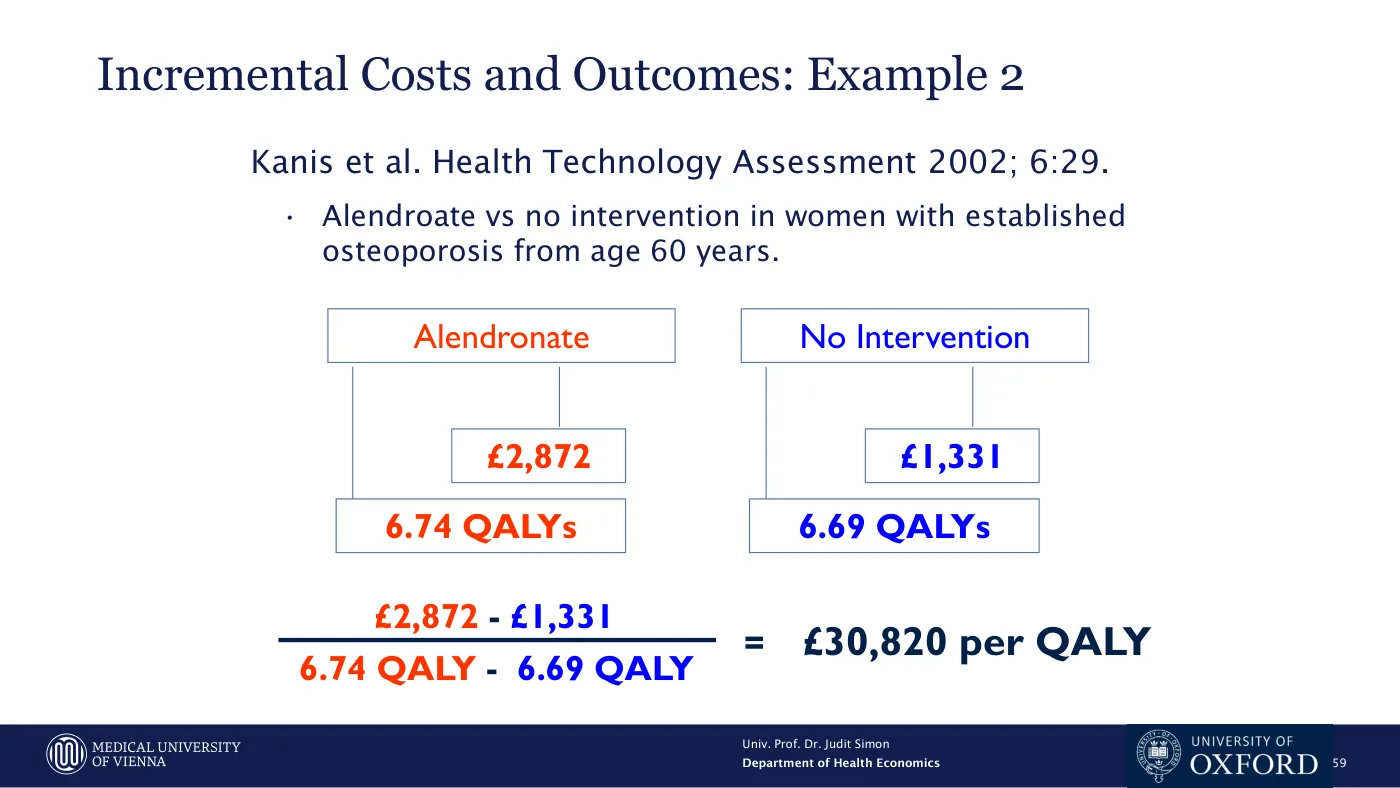 Incremental Costs and Outcomes: Example 2
Kanis et al. Health Technology Assessment 2002; 6:29.
• Alendroate vs no intervention in women with established
osteoporosis from age 60 years.
Alendronate
No Intervention
£2,872
£1,331
6.74 QALYs
6.69 QALYs
£2,872 - £1,331
6.74 QALY - 6.69 QALY
= £30,820 per QALY
MEDICAL UNIVERSITY
OF VIENNA
Univ. Prof. Dr. Judit Simon
Department of Health Economics
UNIVERSITY OF
OXFORD
59